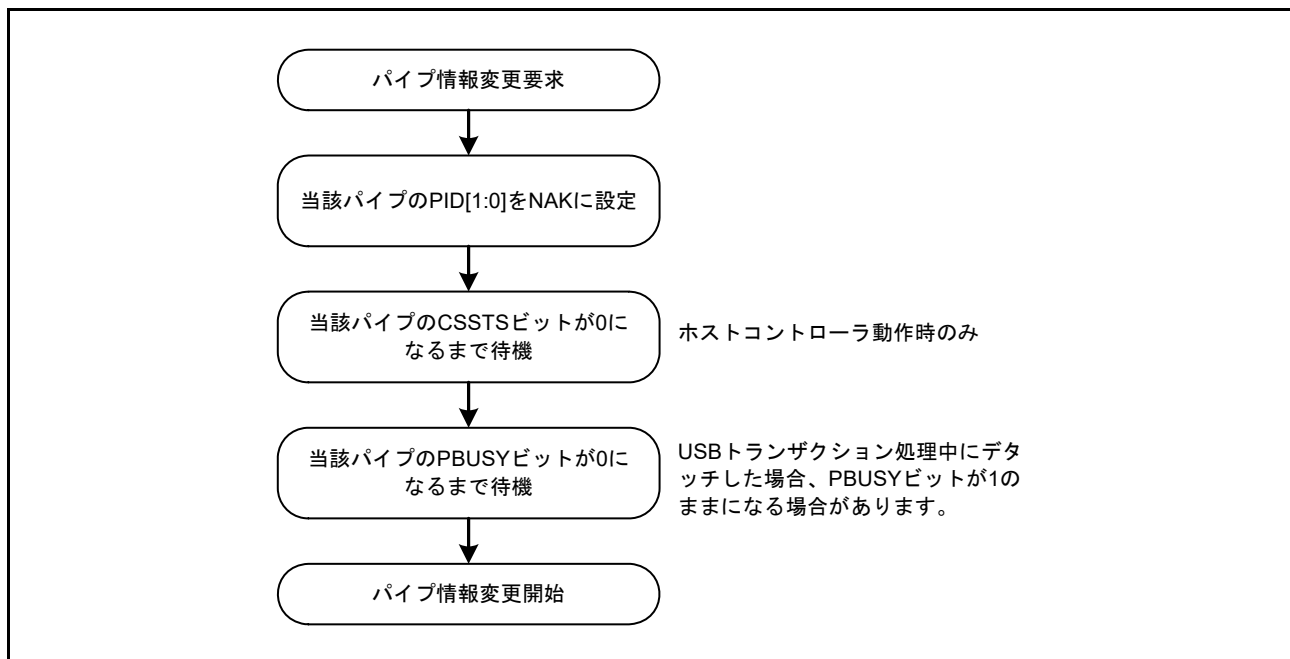 パイプ情報変更要求
当該パイプのPID[1:0]をNAKに設定
当該パイプのCSSTSビットが0に
なるまで待機
ホストコントローラ動作時のみ
当該パイプのPBUSYビットが0に
なるまで待機
USBトランザクション処理中にデタ
ッチした場合、PBUSYビットが1の
ままになる場合があります。
パイプ情報変更開始